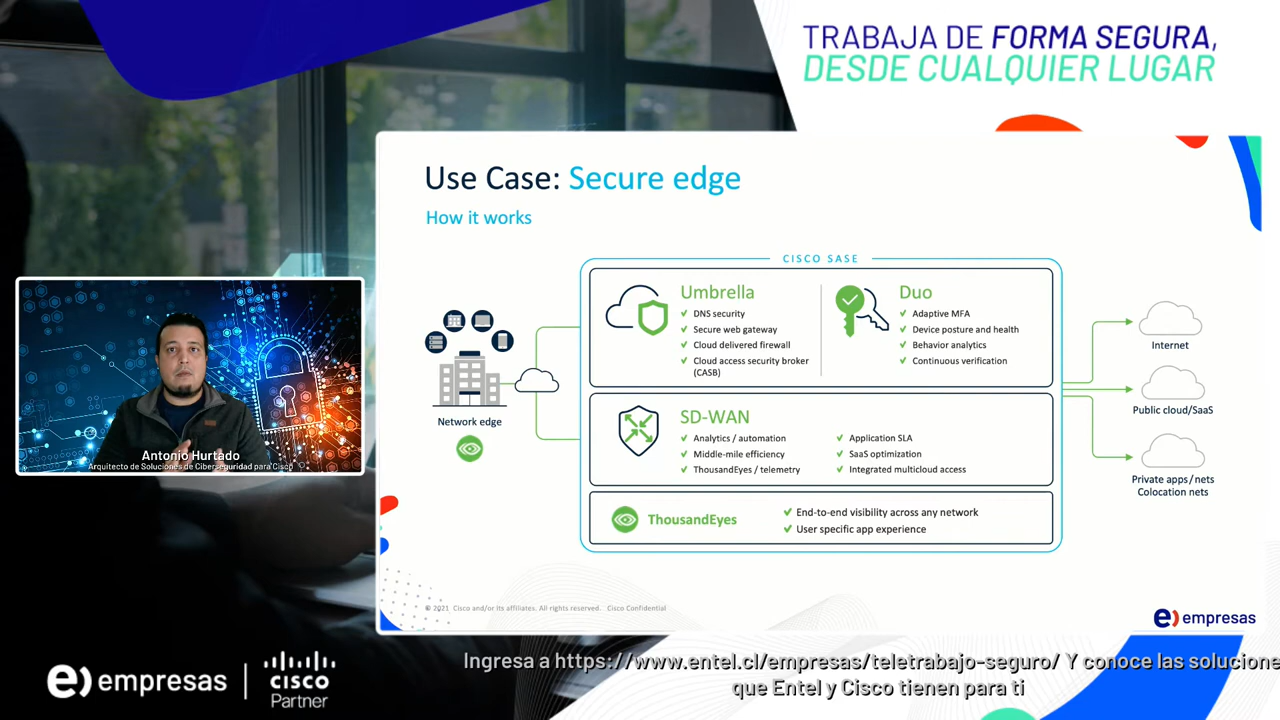 TRABAJA DE FORMA SEGURA,
DESDE CUALQUIER LUGAR
Use Case: Secure edge
How it works
CISCO SASE
Umbrella
✓ DNS security
✓ Secure web gateway
✓ Cloud delivered firewall
✓ Cloud access security broker
(CASB)
Duo
✓ Adaptive MFA
✓ Device posture and health
✓ Behavior analytics
✓ Continuous verification
Network edge
SD-WAN
✓ Analytics / automation
✓ Middle-mile efficiency
✓ ThousandEyes / telemetry
✓ Application SLA
✓ SaaS optimization
✓ Integrated multicloud access
ThousandEyes
✓ End-to-end visibility across any network
✓ User specific app experience
Internet
Public cloud/SaaS
Private apps/nets
Colocation nets
Antonio Hurtado
Arquitecto de Soluciones de Ciberseguridad para Cisco
© 2021 Cisco and/or its affiliates. All rights reserved. Cisco Confidential
e) empresas
e) empresas
cisco
Partner
Ingresa a https://www.entel.cl/empresas/teletrabajo-seguro/ Y conoce las solucione
que Entel y Cisco tienen para ti